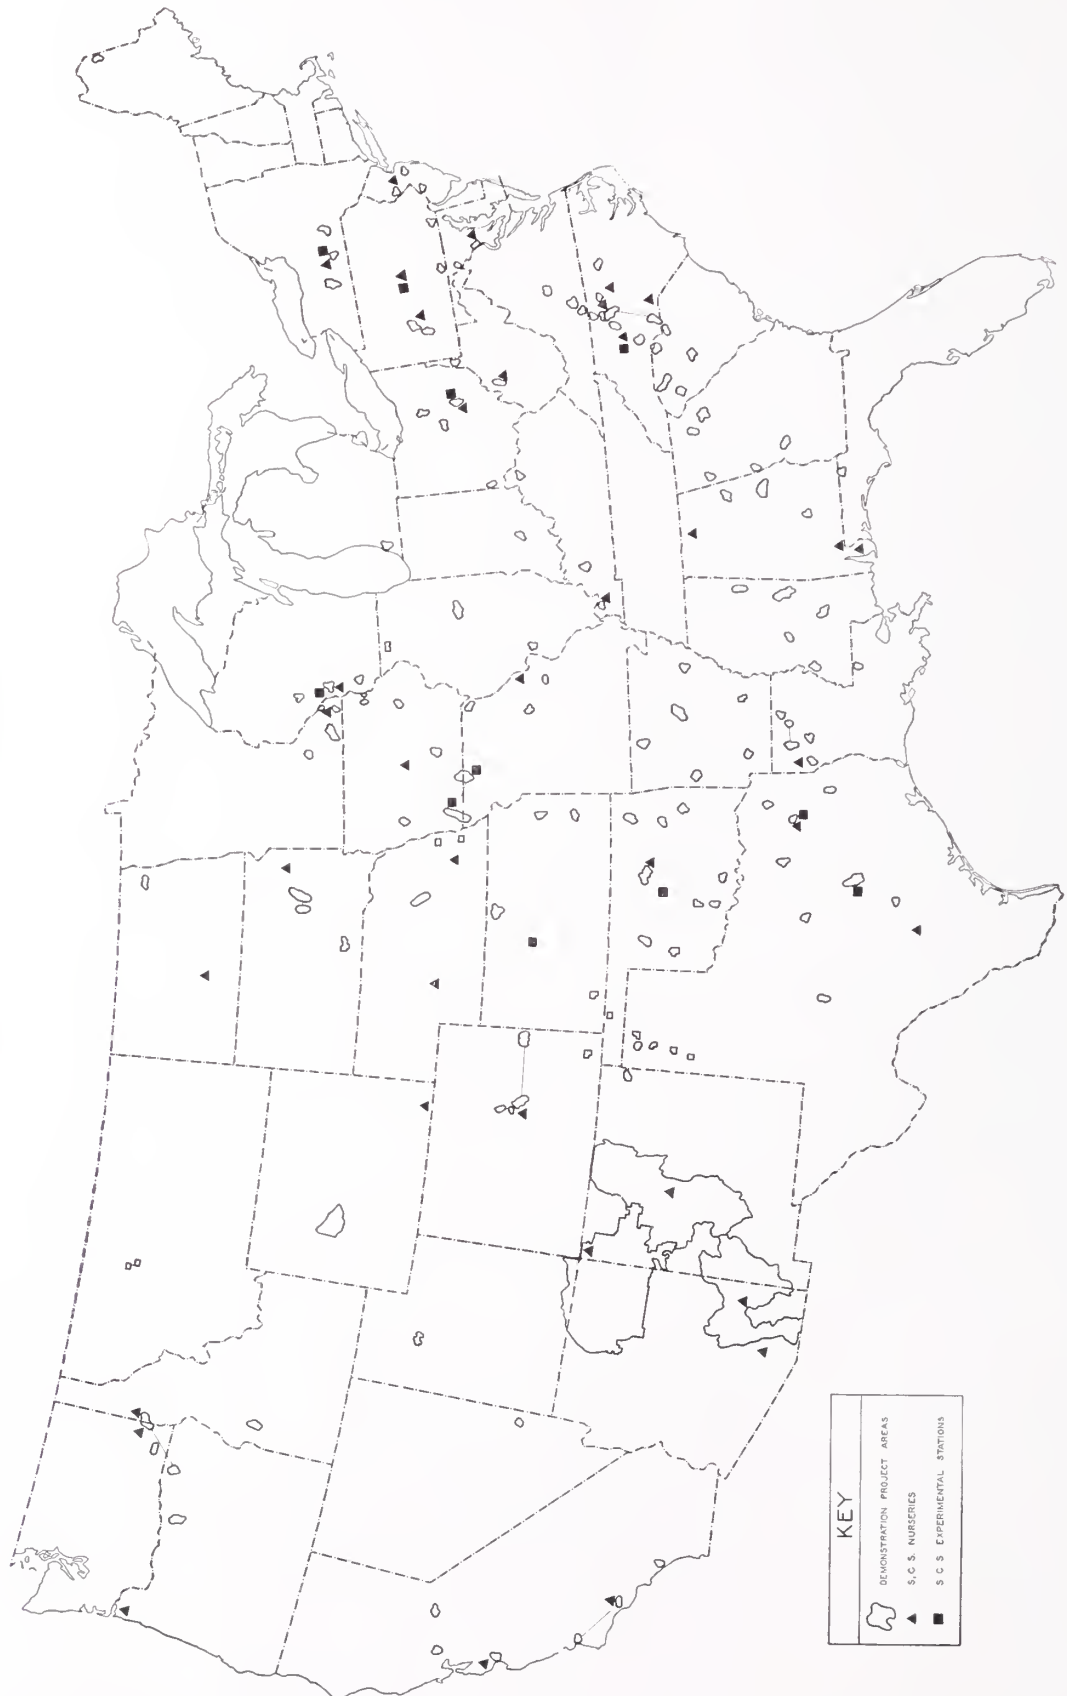 KEY
DEMONSTRATION PROJECT AREAS
S.C.S. NURSERIES
S C S EXPERIMENTAL STATIONS